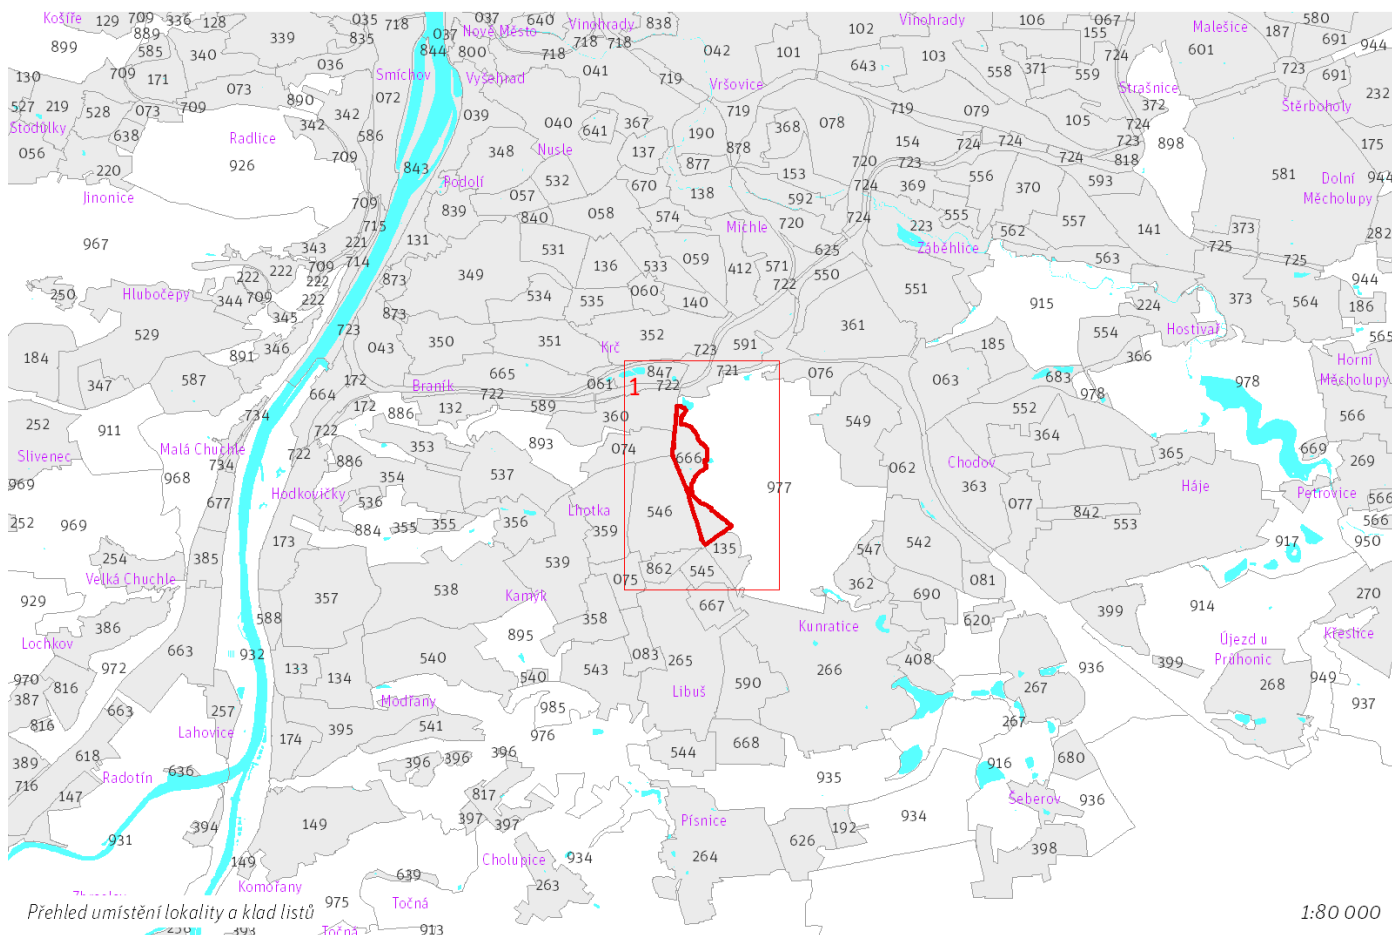 Košíře 129 709 336 128 035 718 037 640 Vinohrady 838 102 Vinohrady 106 067 580
899 889 339 835 037 Nové Město 718 718 155 Malešice 187 691 944
585 340 844 800 718 042 101 103 724 601
130 709 171 036 Smíchov Vyšehrad 041 719 Vršovice 643 558 371 559 723 691
073 890 072 Strašnice 232
527 219 528 073 709 342 039 719 079 372 Štěrboholy
Stodůlky 638 342 586 040 641 367 190 368 078 719 105 724
056 Radlice 348 Nusle 137 878 154 724 724 723 898 175
926 709 843 877 720 723 724 818
220 Podolí 532 670 138 153 724 369 556 370 593 581 Dolní 944
Jinonice 709 839 057 592 Měcholupy
840 058 574 Michle 720 724 223 555 557
967 343 221 715 131 531 625 Záběhlice 562 141 373 282
709 714 136 533 059 412 571 550 563 725 725
222 222 222 873 349 060 722 551 944
250 Hlubočepy 344 709 222 534 535 140 915 224 373 564 186
345 873 361
529 723 350 351 352 554 Hostivař 565
184 891 346 043 Krč 723 591 185 366 Horní
347 587 172 665 847 721 076 063 683 978 Měcholupy
664 Braník 722 061 1 722 978
252 911 734 172 886 132 589 360 549 552 566
Slivenec Malá Chuchle 722 353 893 074 666 364 365 669 269
969 968 734 722 886 354 537 977 062 Chodov Háje
252 969 677 Hodkovičky 536 Lhotka 546 363 077 842 Petrovice 566
884 355 355 356 359 553 566
254 385 173 539 135 547 542 917 950
Velká Chuchle 862 545
929 357 538 075 362 690 081 399 914 270
386 588 Kamýk 358 667 Kunratice 620
Lochkov 663 932 895 Újezd u Křeslice
972 133 540 083 265 266 408 936 399 Průhonic
970 816 134 540 543 590 949
387 663 257 Modřany 985 Libuš 267 268 937
816 Lahovice 174 395 541 976 267
389 618 396 396 396 544 668 916 680
716 Radotín 636 935
147 817 Šeberov 936
394 149 397 397 Písnice 192 934
931 149 Cholupice 934 264 626 398
639 263
Komořany 975 Točná
Přehled umístění lokality a klad listů 1:80 000
913